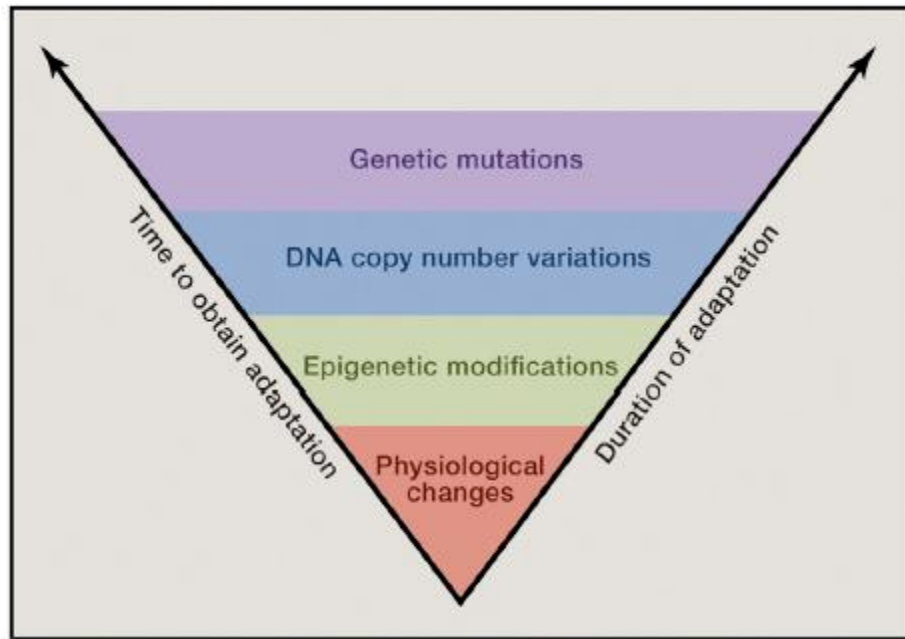 Genetic mutations
DNA copy number variations
Epigenetic modifications
Physiological
changes
Time to obtain adaptation
Duration of adaptation